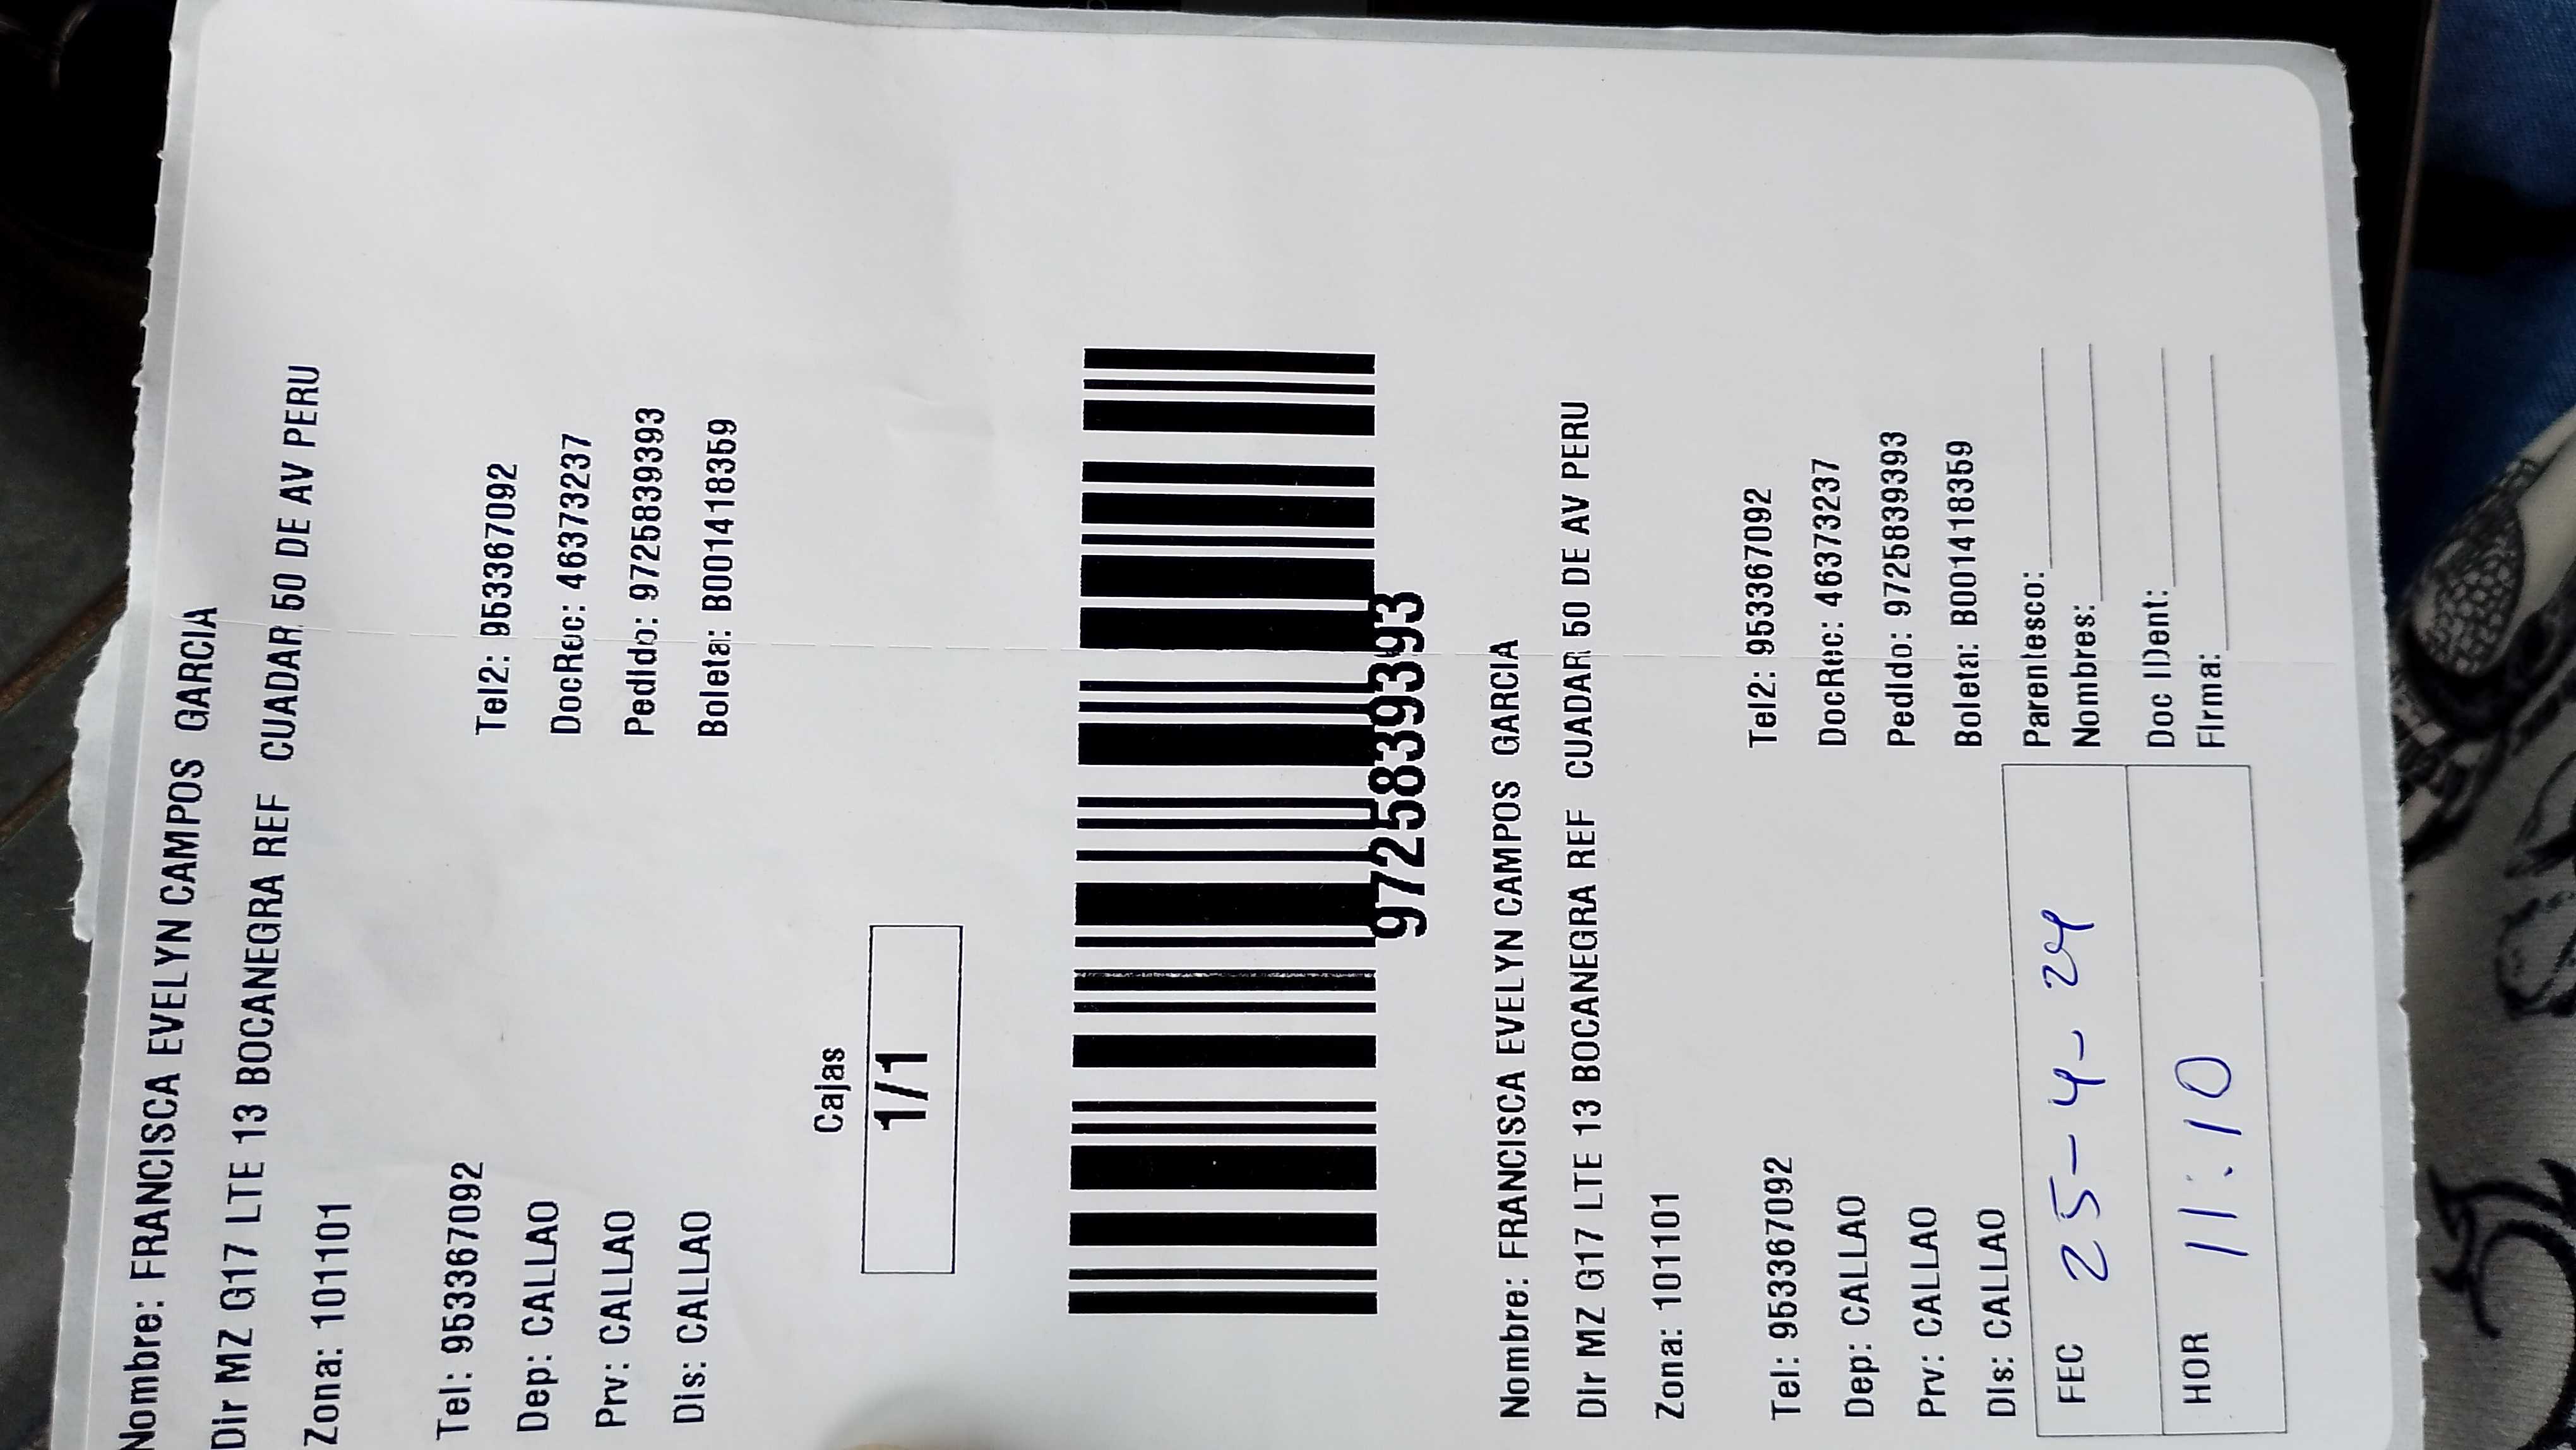 Nombre: FRANCISCA EVELYN CAMPOS GARCIA
Dir MZ G17 LTE 13 BOCANEGRA REF CUADAR 50 DE AV PERU
Zona: 101101
Tel: 953367092 Tel2: 953367092
Dep: CALLAO DocRec: 46373237
Prv: CALLAO Pedido: 972583939393
Dis: CALLAO Boleta: B001418359
Cajas
1/1
97258393993
Nombre: FRANCISCA EVELYN CAMPOS GARCIA
Dir MZ G17 LTE 13 BOCANEGRA REF CUADAR 50 DE AV PERU
Zona: 101101
Tel: 953367092 Tel2: 953367092
Dep: CALLAO DocRec: 46373237
Prv: CALLAO Pedido: 97258393993
Dis: CALLAO Boleta: B001418359
FEC 25-4-24 Parentesco:
Nombres:
HOR 11:10 Doc IDent:
Firma: